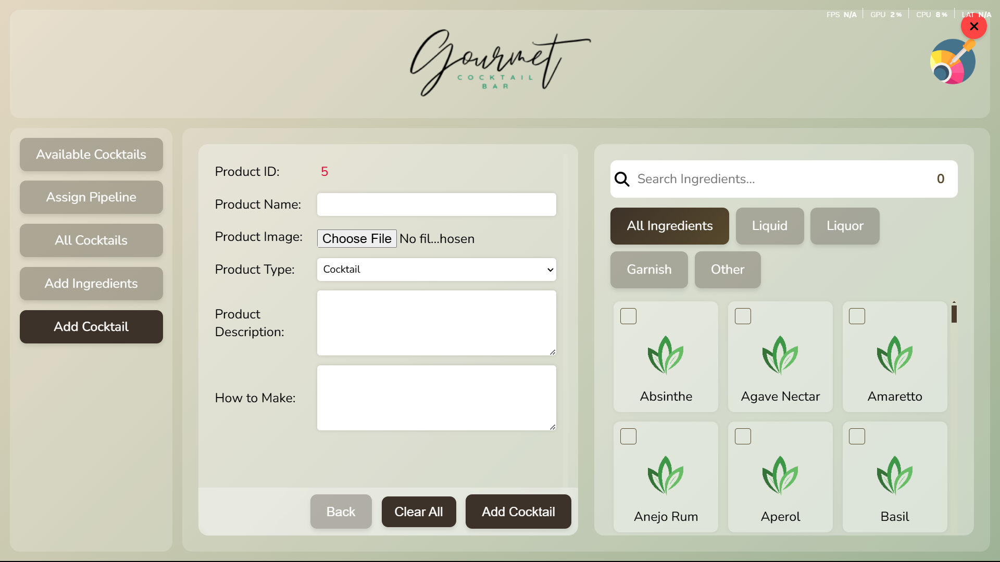 FPS N/A GPU 2% CPU 8% LAT N/A
Gourmet
COCKTAIL
BAR
Available Cocktails
Assign Pipeline
All Cocktails
Add Ingredients
Add Cocktail
Product ID: 5
Product Name:
Product Image: Choose File No fil...hosen
Product Type: Cocktail
Product
Description:
How to Make:
Back Clear All Add Cocktail
Search Ingredients... 0
All Ingredients Liquid Liquor
Garnish Other
Absinthe Agave Nectar Amaretto
Anejo Rum Aperol Basil